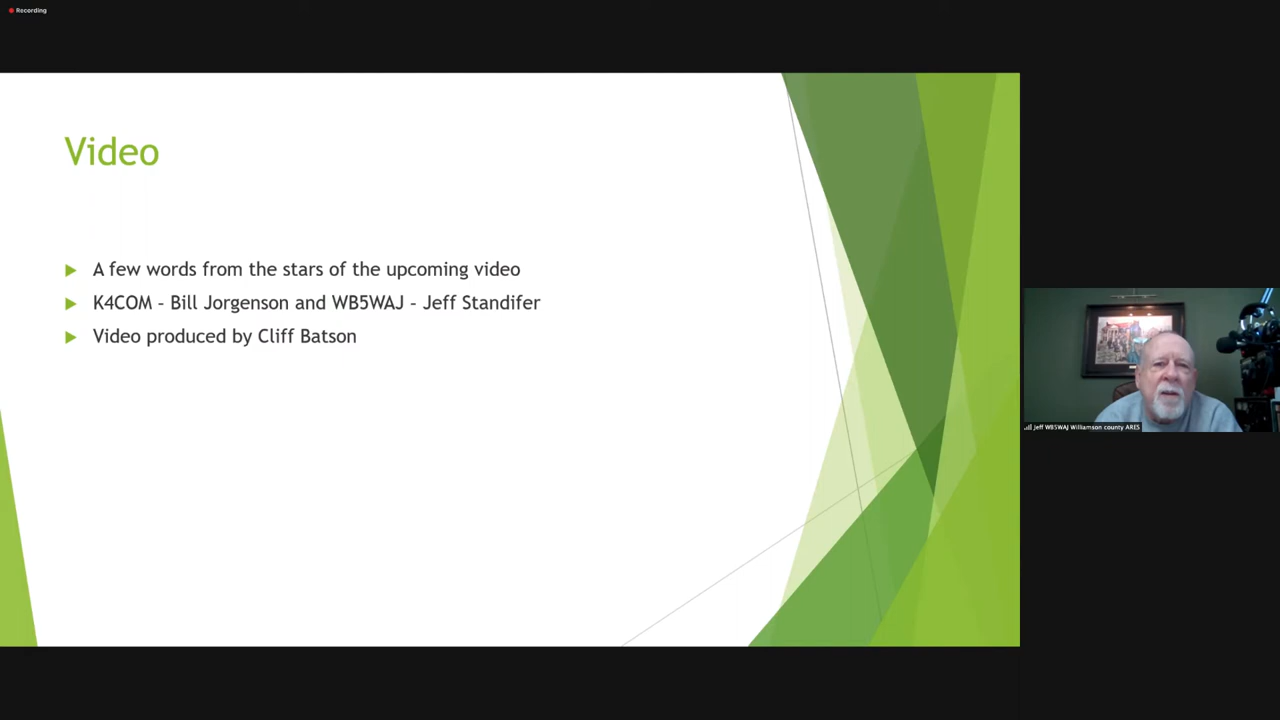 Recording
Video
A few words from the stars of the upcoming video
K4COM – Bill Jorgenson and WB5WAJ – Jeff Standifer
Video produced by Cliff Batson
Jeff WB5WAJ Williamson county ARES